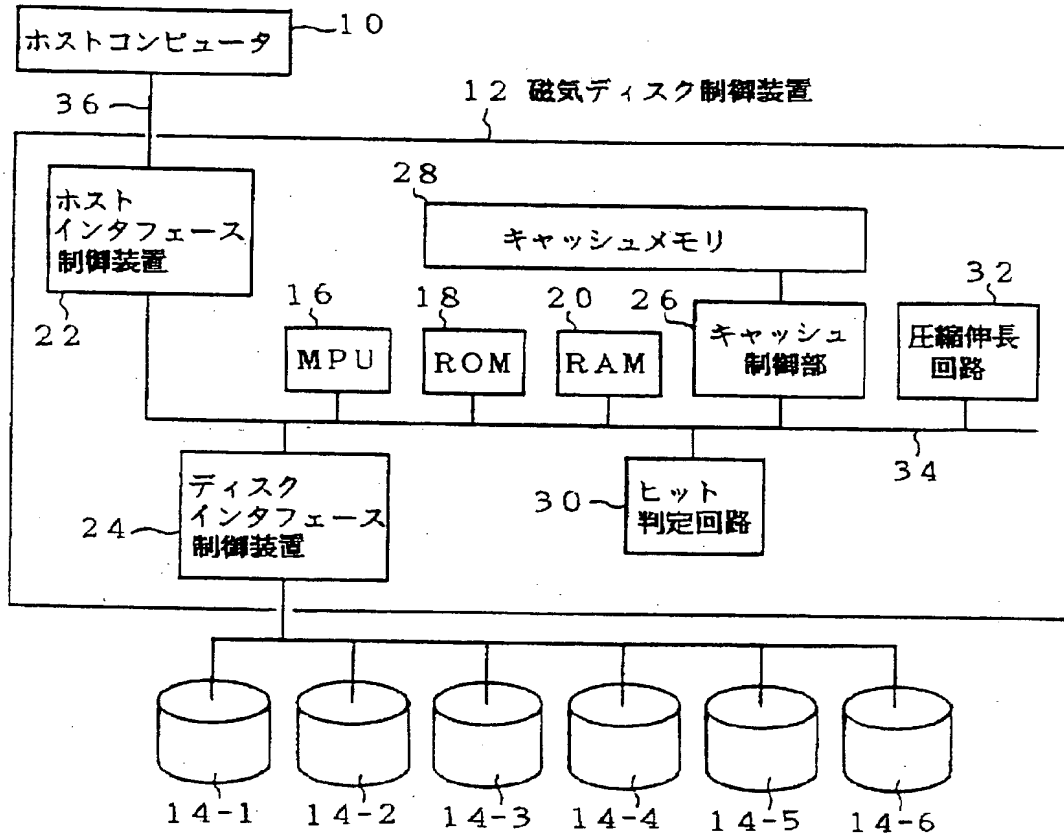 ホストコンピュータ
10
36
12 磁気ディスク制御装置
28
キャッシュメモリ
ホスト
インタフェース
制御装置
22
16
MPU
18
ROM
20
RAM
26
キャッシュ
制御部
32
圧縮伸長
回路
34
24
ディスク
インタフェース
制御装置
30
ヒット
判定回路
14-1
14-2
14-3
14-4
14-5
14-6